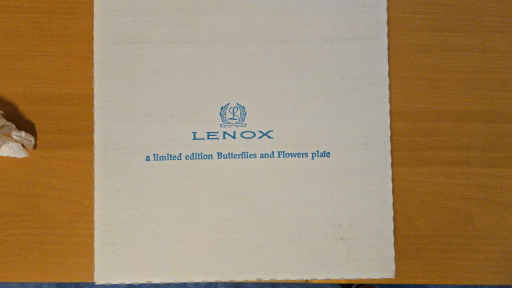 L
LENOX
a limited edition Butterflies and Flowers plate